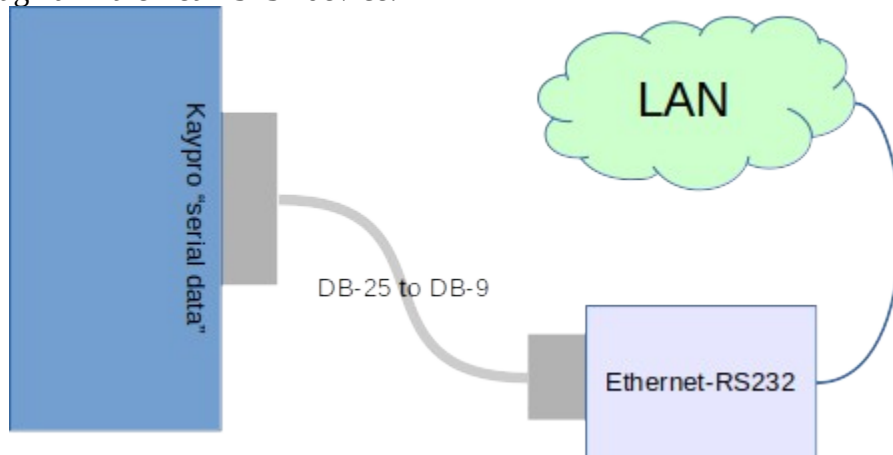 Kaypro “serial data”
LAN
DB-25 to DB-9
Ethernet-RS232